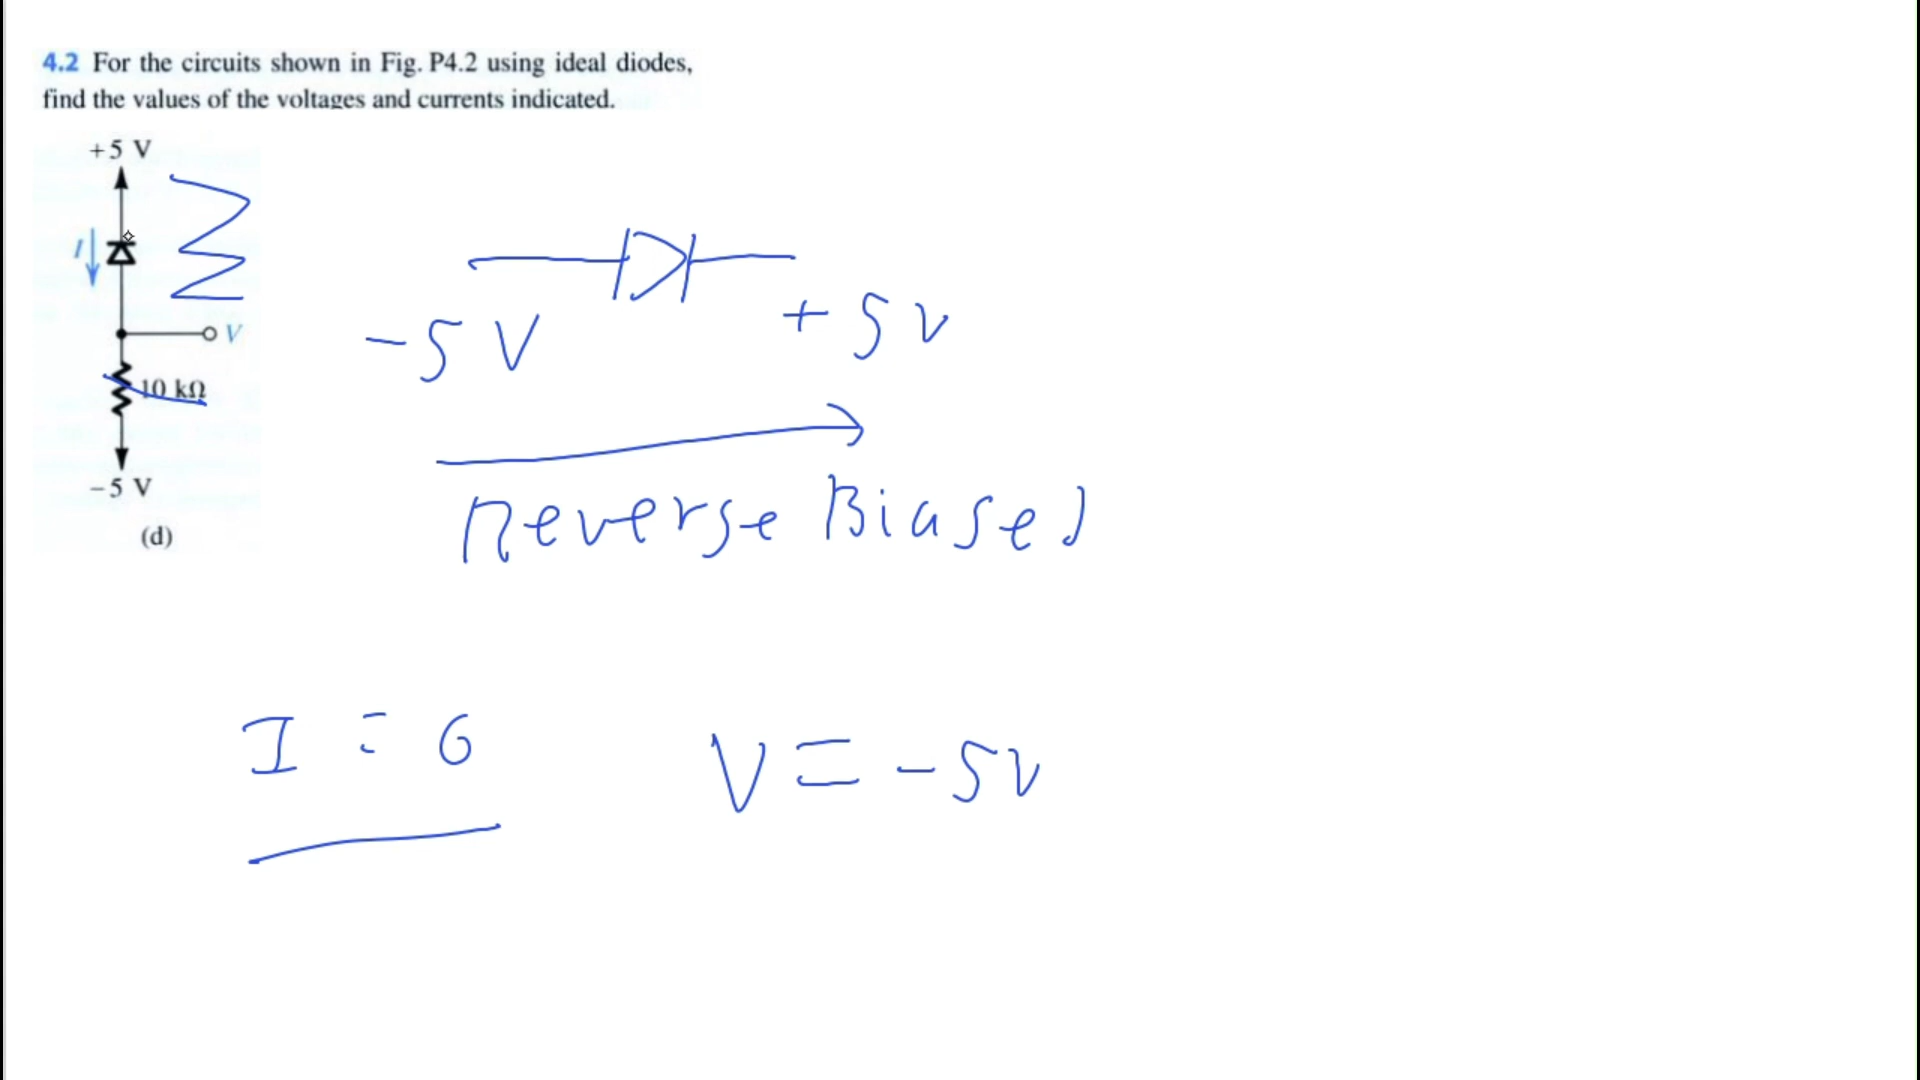 4.2 For the circuits shown in Fig. P4.2 using ideal diodes,
find the values of the voltages and currents indicated.
+5 V
I
V
10 kΩ
−5 V
(d)
-5 V
+5V
Reverse Biased
I = 0
V = -5V